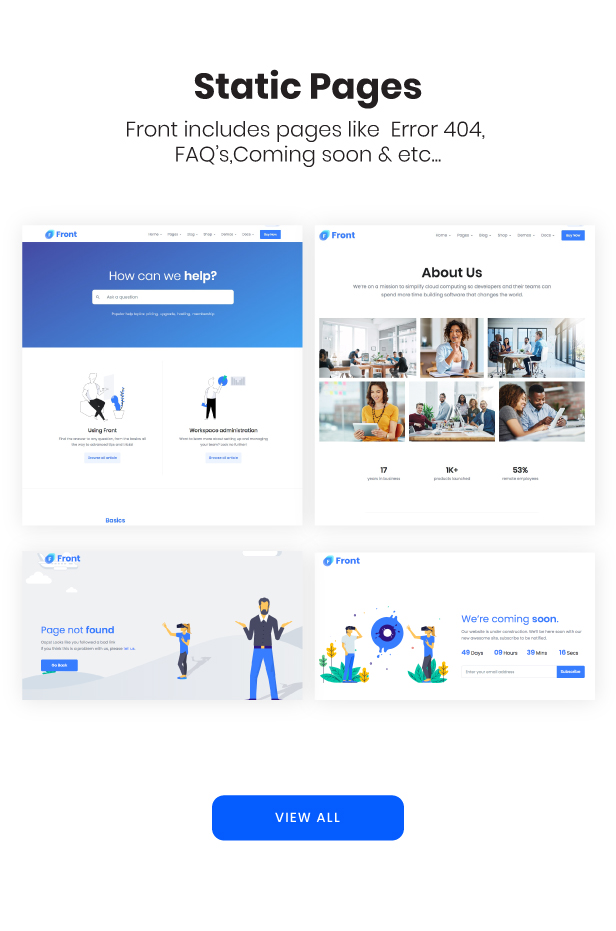 Static Pages
Front includes pages like Error 404,
FAQ's,Coming soon & etc...
Front
Home Pages Blog Shop Demos Docs Buy Now
How can we help?
Ask a question
Popular help topics: pricing, upgrade, hosting, membership
Using Front
Browse all article
Workspace administration
Browse all article
Basics
Front
Home Pages Blog Shop Demos Docs Buy Now
About Us
We're on a mission to simplify cloud computing so developers and their teams can
spend more time building software that changes the world.
17
years in business
1K+
products launched
53%
remote employees
Front
Page not found
Oops! Looks like you followed a bad link.
If you think this is a problem with us, please tell us.
Go Back
Front
We're coming soon.
Our website is under construction. We'll be here soon with our
new awesome site, subscribe to be notified.
49 Days 09 Hours 39 Mins 16 Secs
Enter your email address Subscribe
VIEW ALL